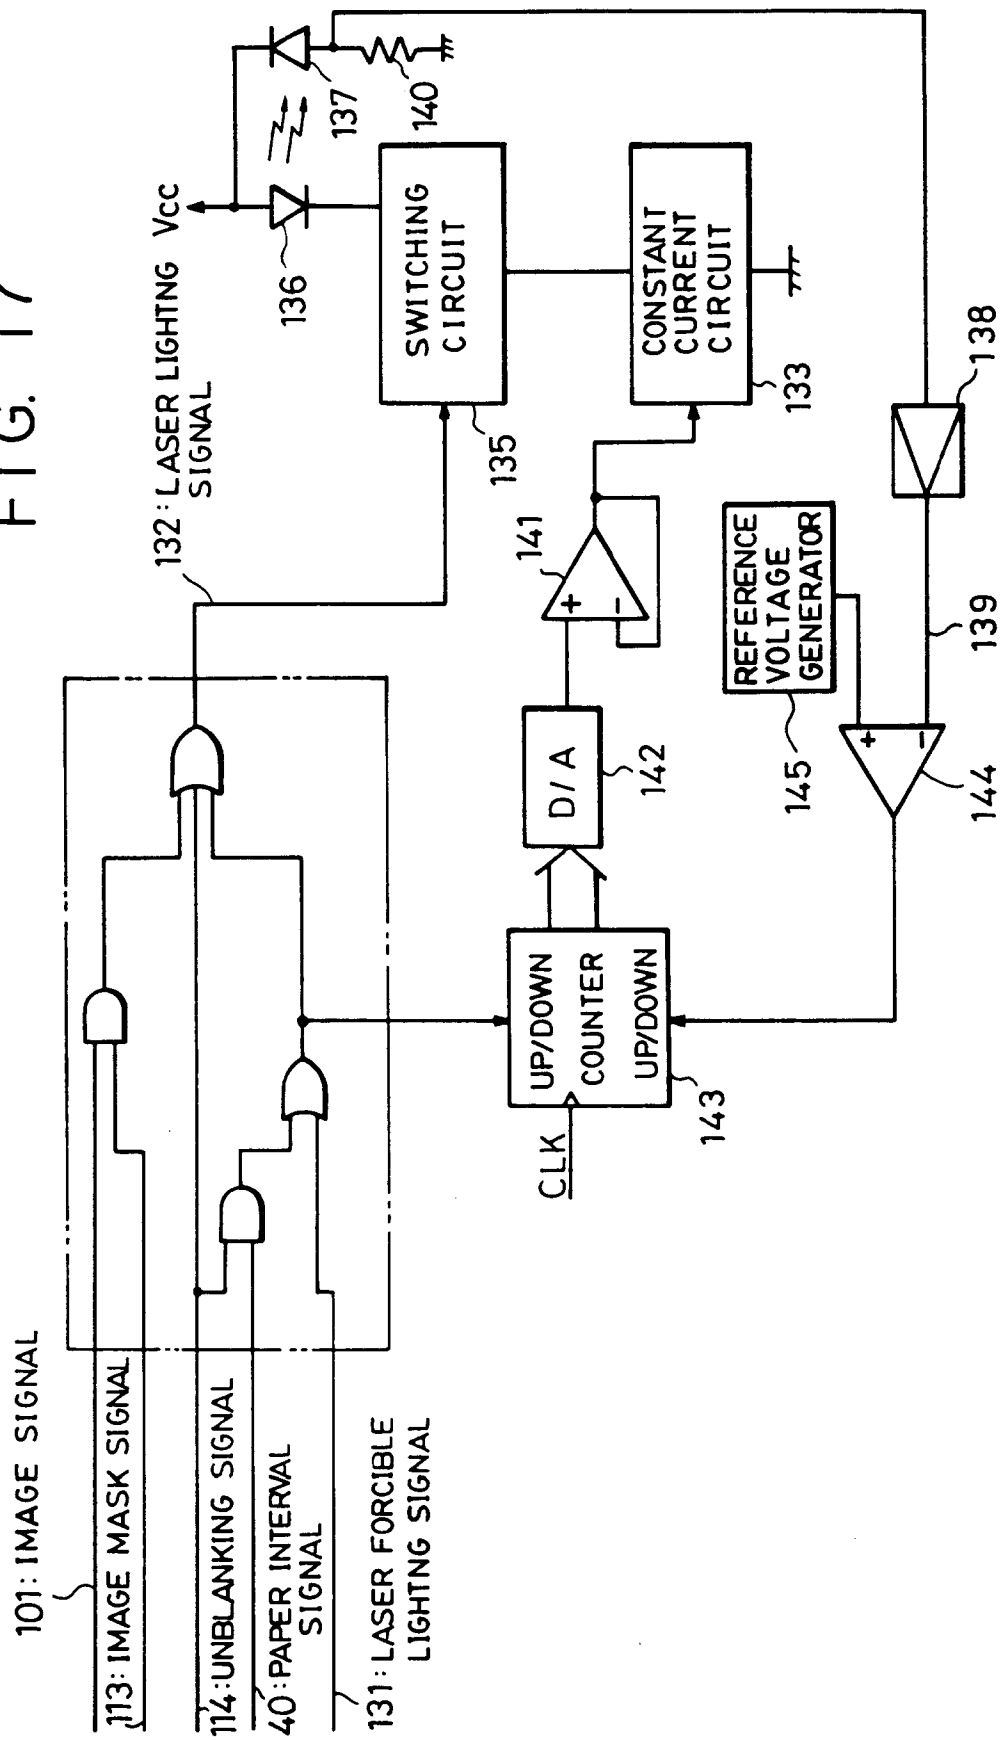 FIG. 17
101: IMAGE SIGNAL
113: IMAGE MASK SIGNAL
114: UNBLANKING SIGNAL
40: PAPER INTERVAL
SIGNAL
131: LASER FORCIBLE
LIGHTNG SIGNAL
132: LASER LIGHTNG
SIGNAL
Vcc
136
137
140
SWITCHING
CIRCUIT
135
CONSTANT
CURRENT
CIRCUIT
133
141
+
−
D/A
142
UP/DOWN
COUNTER
UP/DOWN
CLK
143
REFERENCE
VOLTAGE
GENERATOR
145
+
−
144
139
138